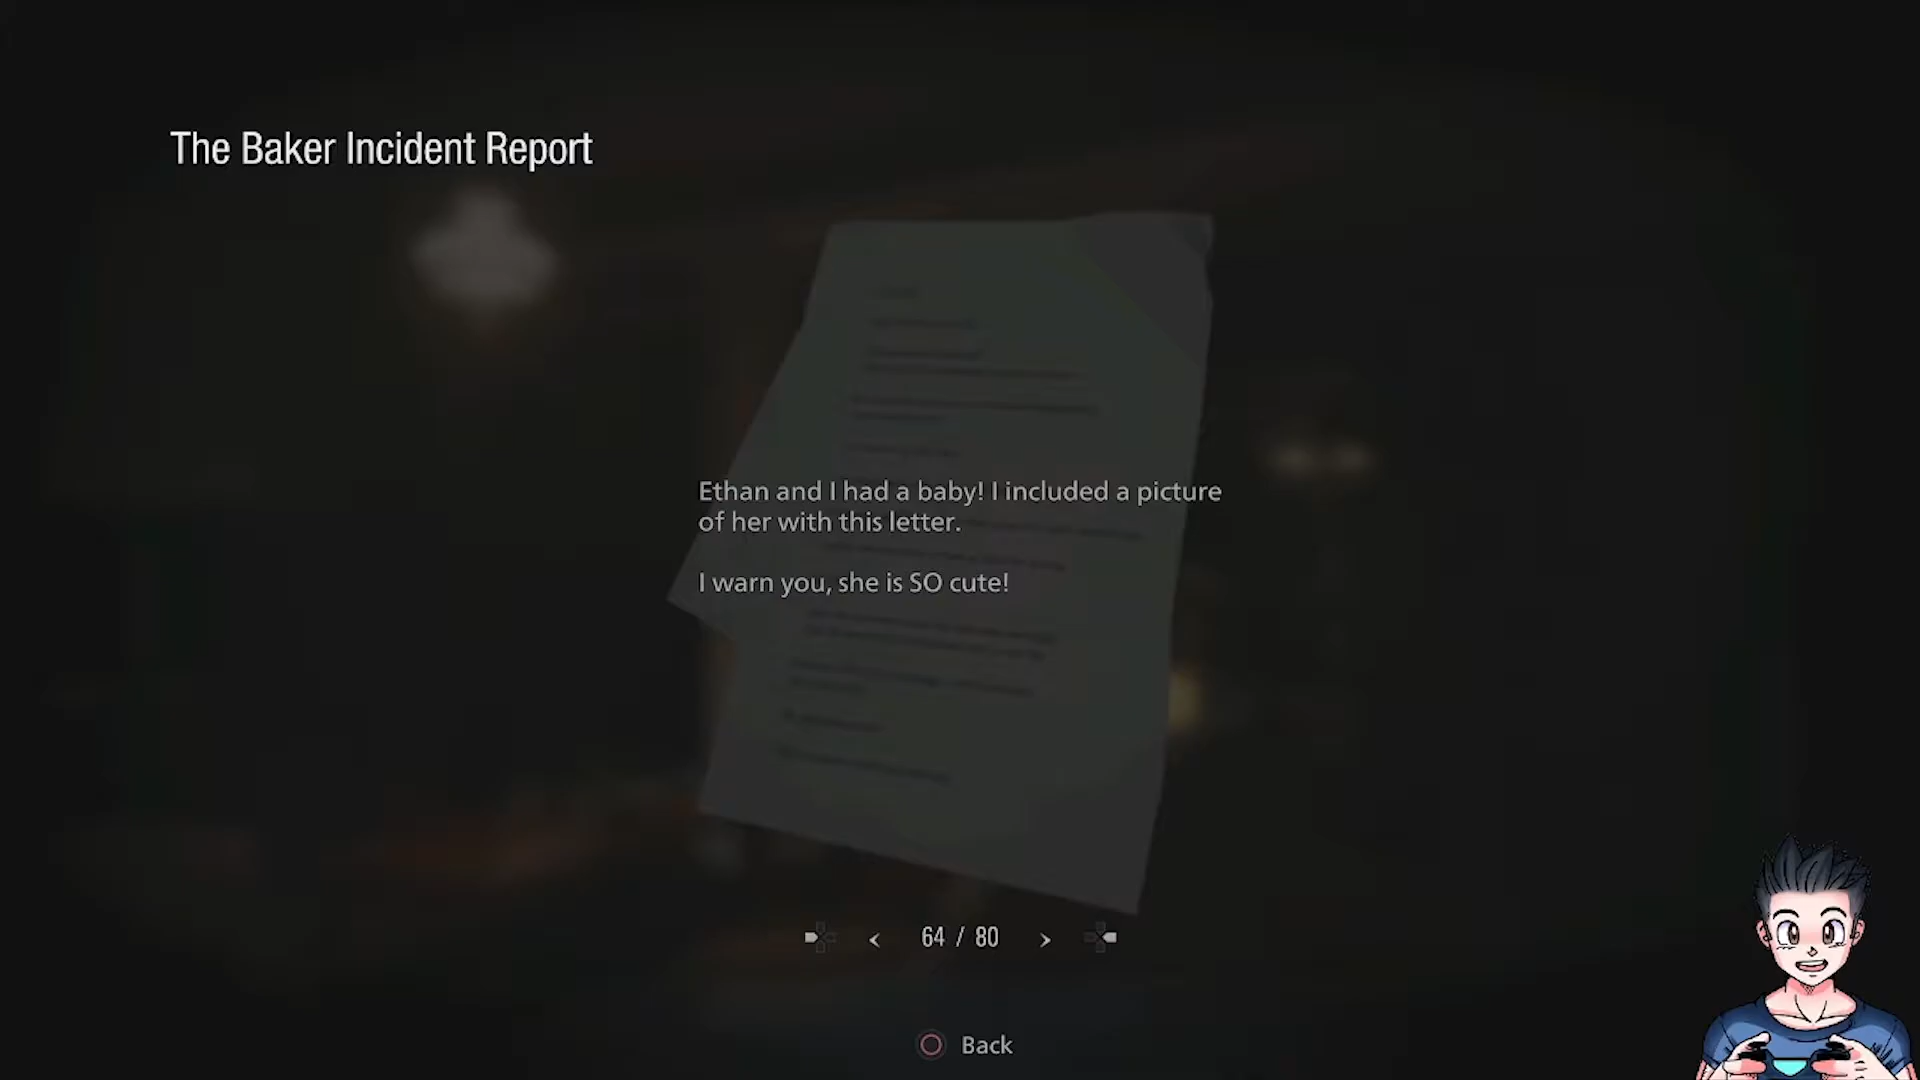 The Baker Incident Report
Ethan and I had a baby! I included a picture
of her with this letter.
I warn you, she is SO cute!
< 64 / 80 >
Back